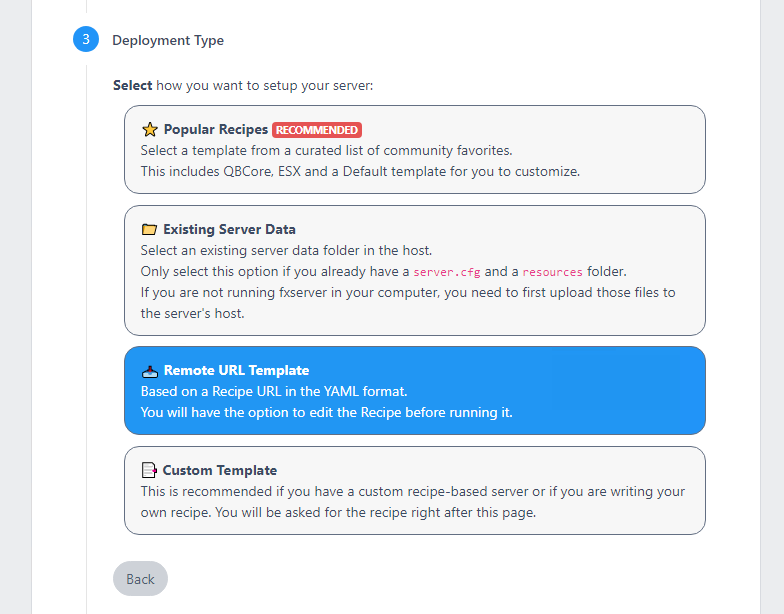 3 Deployment Type
Select how you want to setup your server:
Popular Recipes RECOMMENDED
Select a template from a curated list of community favorites.
This includes QBCore, ESX and a Default template for you to customize.
Existing Server Data
Select an existing server data folder in the host.
Only select this option if you already have a server.cfg and a resources folder.
If you are not running fxserver in your computer, you need to first upload those files to
the server's host.
Remote URL Template
Based on a Recipe URL in the YAML format.
You will have the option to edit the Recipe before running it.
Custom Template
This is recommended if you have a custom recipe-based server or if you are writing your
own recipe. You will be asked for the recipe right after this page.
Back